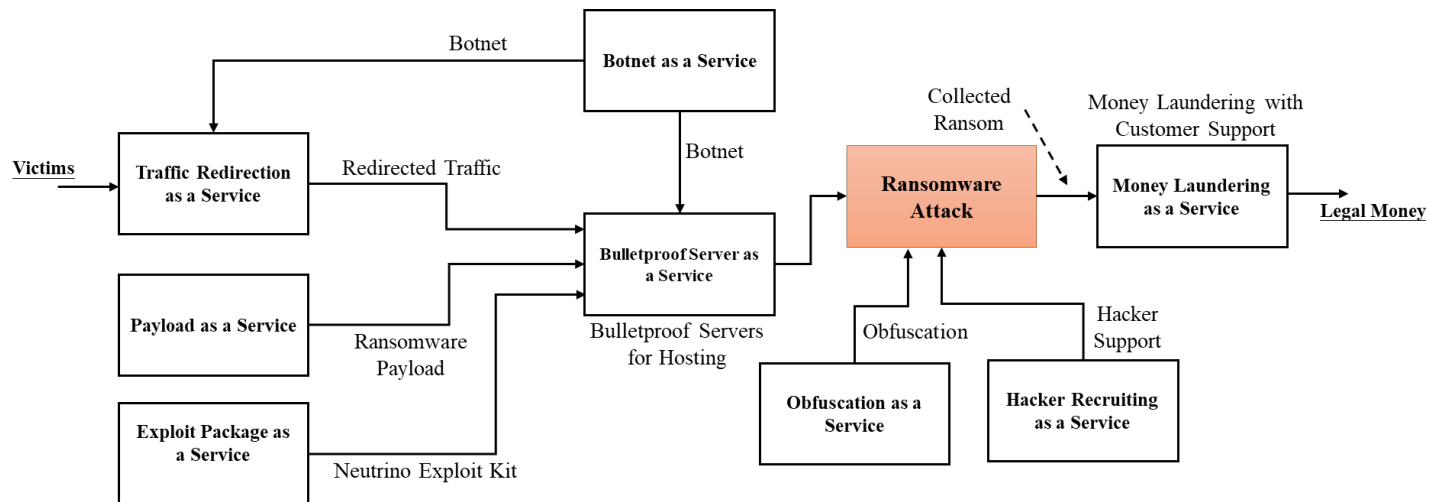 Botnet
Botnet as a Service
Collected
Ransom
Money Laundering with
Customer Support
Victims
Traffic Redirection
as a Service
Redirected Traffic
Botnet
Ransomware
Attack
Money Laundering
as a Service
Legal Money
Bulletproof Server as
a Service
Payload as a Service
Ransomware
Payload
Bulletproof Servers
for Hosting
Obfuscation
Hacker
Support
Exploit Package as
a Service
Neutrino Exploit Kit
Obfuscation as a
Service
Hacker Recruiting
as a Service